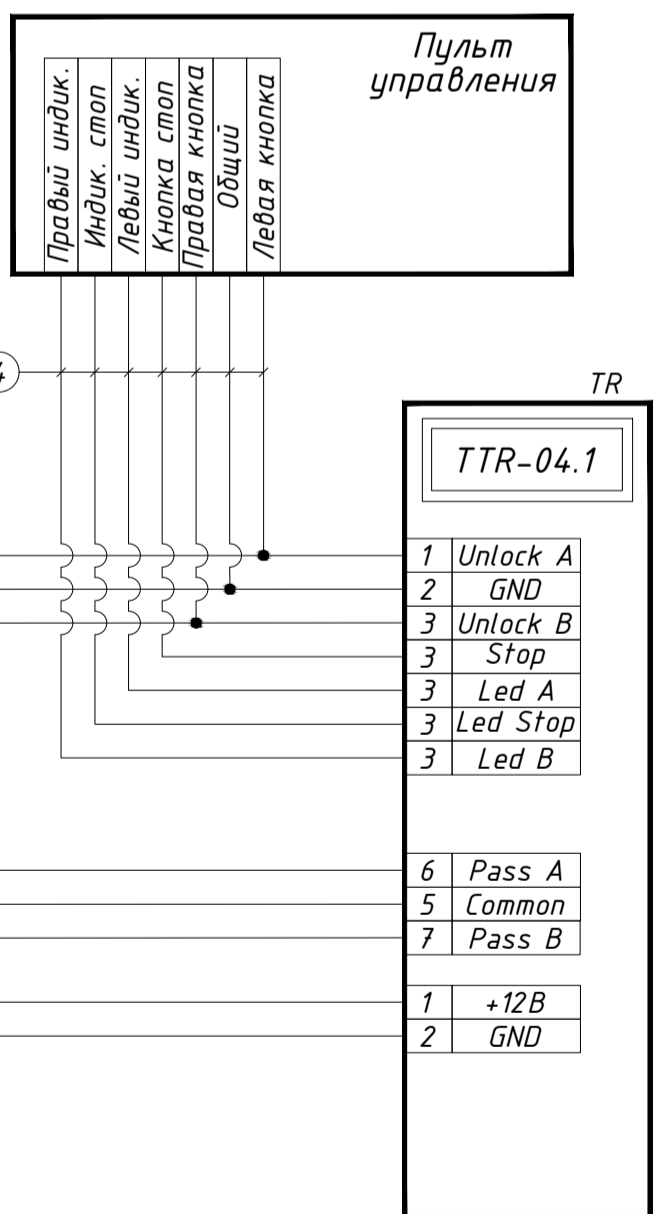 Пульт
управления
Правый индик.
Индик. стоп
Левый индик.
Кнопка стоп
Правая кнопка
Общий
Левая кнопка
4
TR
TTR-04.1
1 Unlock A
2 GND
3 Unlock B
3 Stop
3 Led A
3 Led Stop
3 Led B
6 Pass A
5 Common
7 Pass B
1 +12В
2 GND